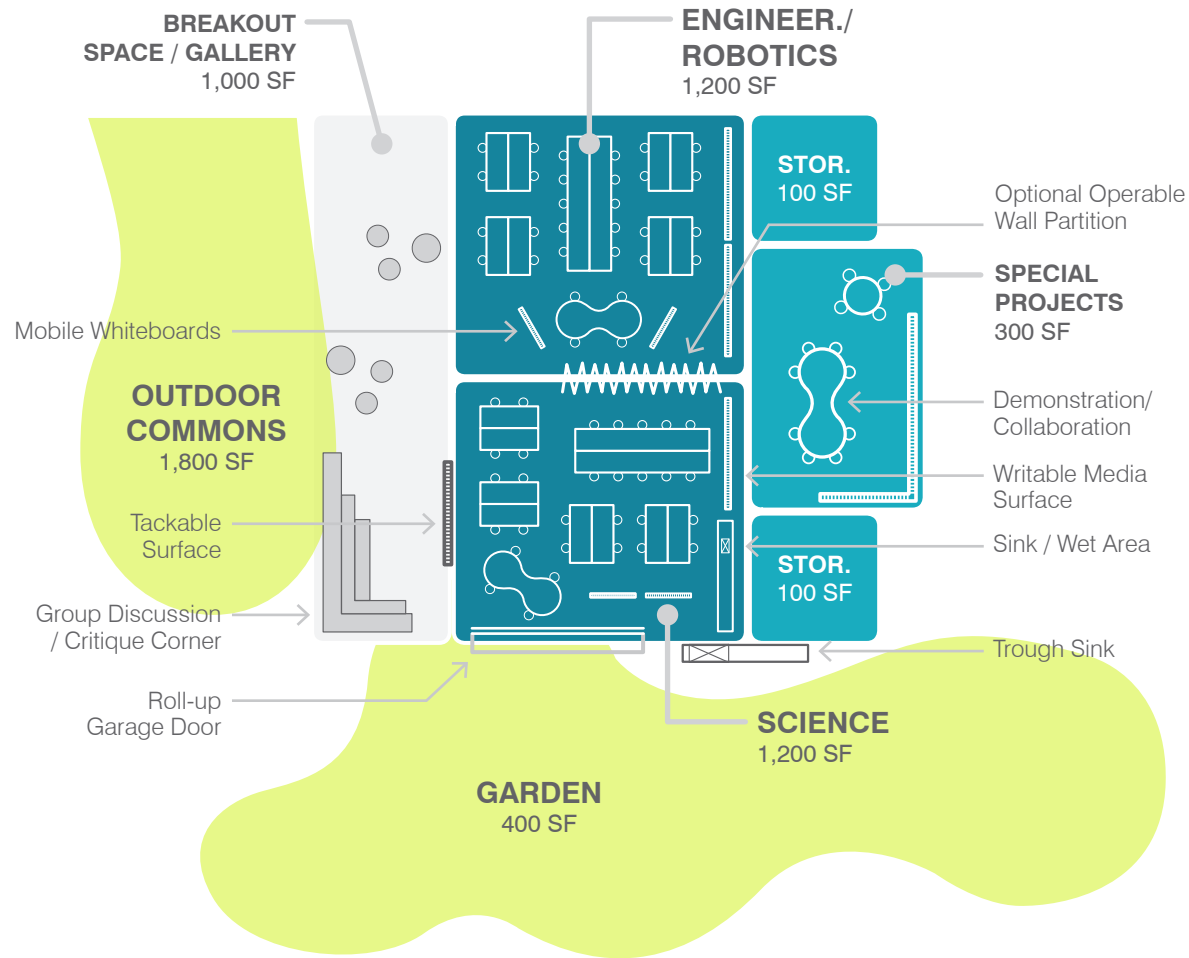 BREAKOUT
SPACE / GALLERY
1,000 SF
ENGINEER./
ROBOTICS
1,200 SF
STOR.
100 SF
Optional Operable
Wall Partition
SPECIAL
PROJECTS
300 SF
Mobile Whiteboards
OUTDOOR
COMMONS
1,800 SF
Demonstration/
Collaboration
Writable Media
Surface
Tackable
Surface
Sink / Wet Area
STOR.
100 SF
Group Discussion
/ Critique Corner
Trough Sink
Roll-up
Garage Door
SCIENCE
1,200 SF
GARDEN
400 SF